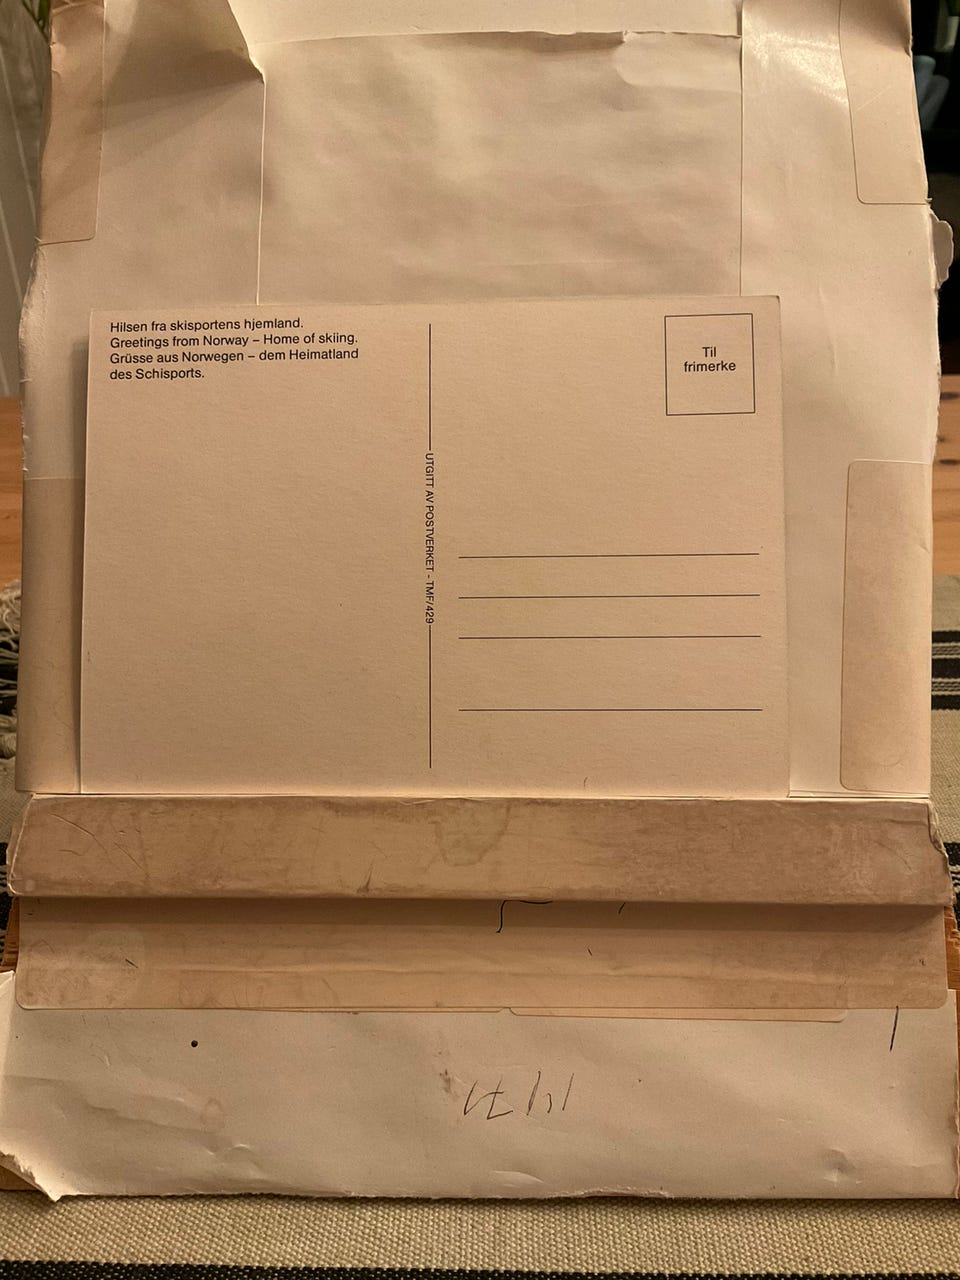 Hilsen fra skisportens hjemland.
Greetings from Norway – Home of skiing.
Grüsse aus Norwegen – dem Heimatland
des Schisports.
Til
frimerke
UTGITT AV POSTVERKET - TMF/429